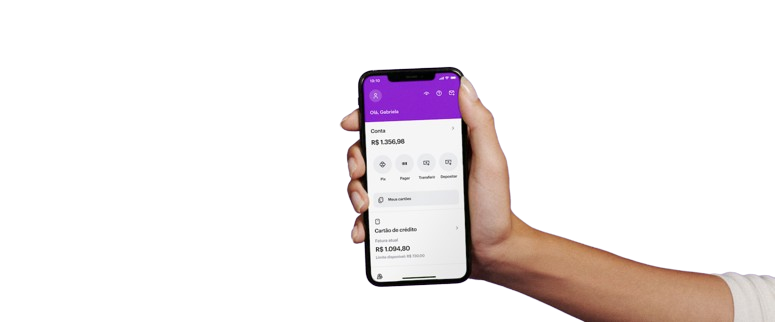 Olá, Gabriela
Conta
R$ 1.356,98
Pix
Pagar
Transferir
Depositar
Meus cartões
Cartão de crédito
Fatura atual
R$ 1.094,80
Limite disponível R$